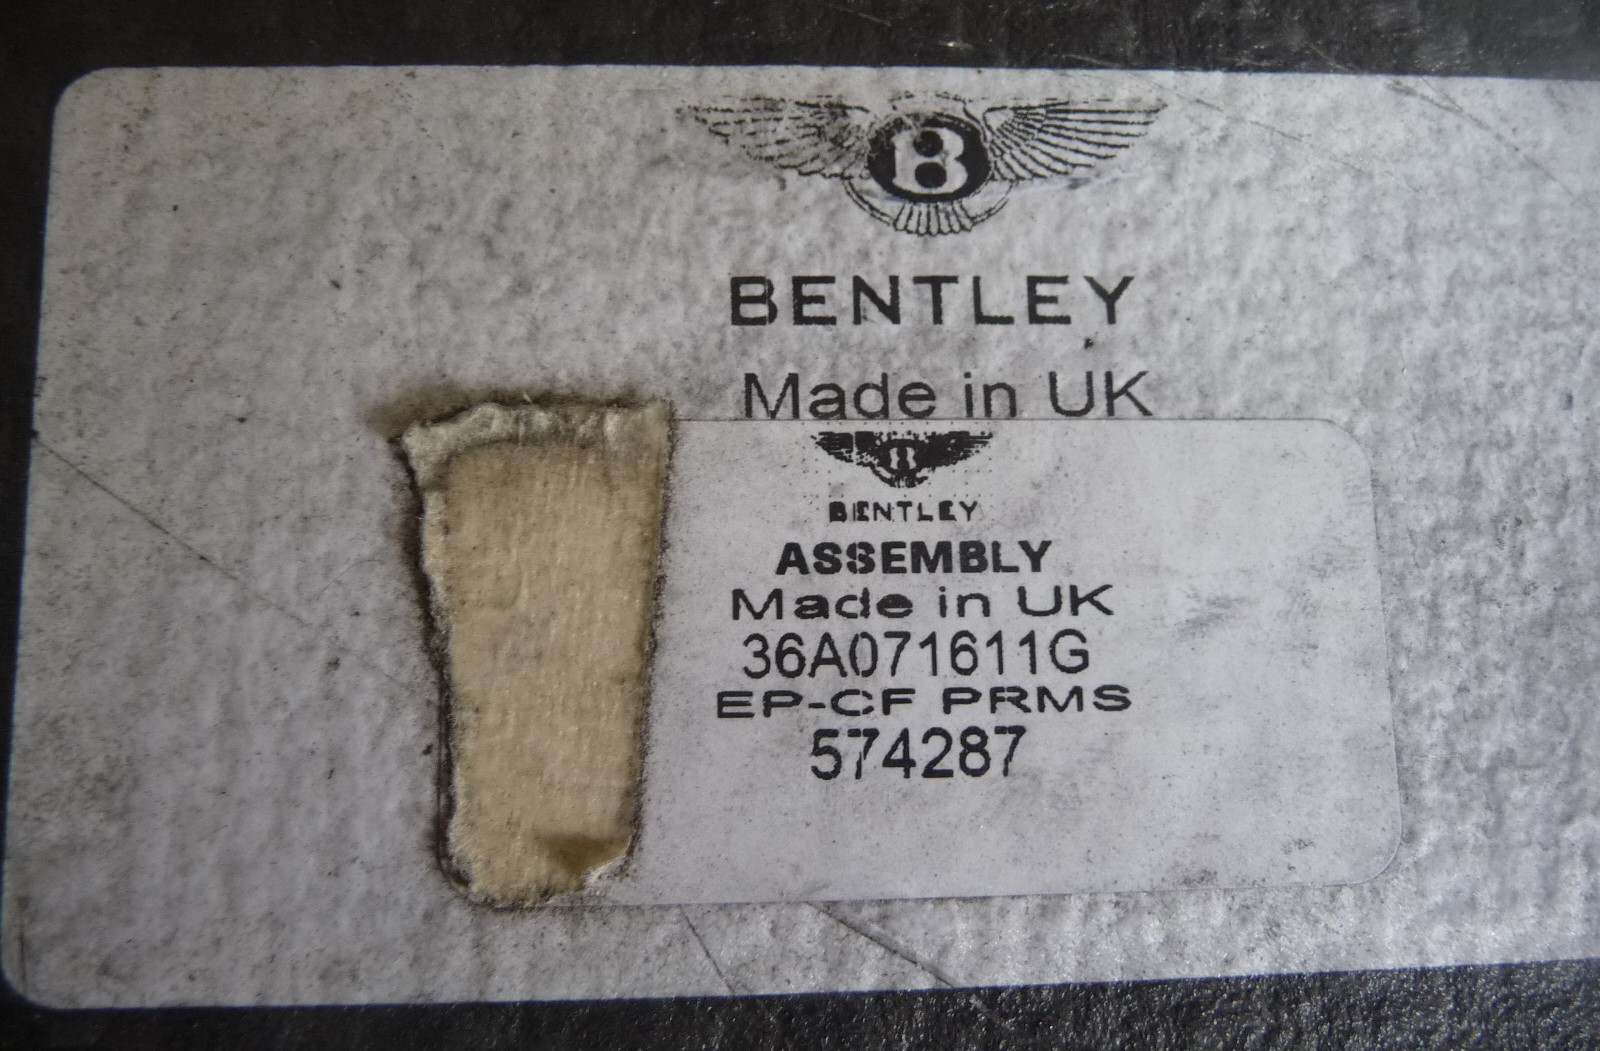 B
BENTLEY
Made in UK
B
BENTLEY
ASSEMBLY
Made in UK
36A071611G
EP-CF PRMS
574287